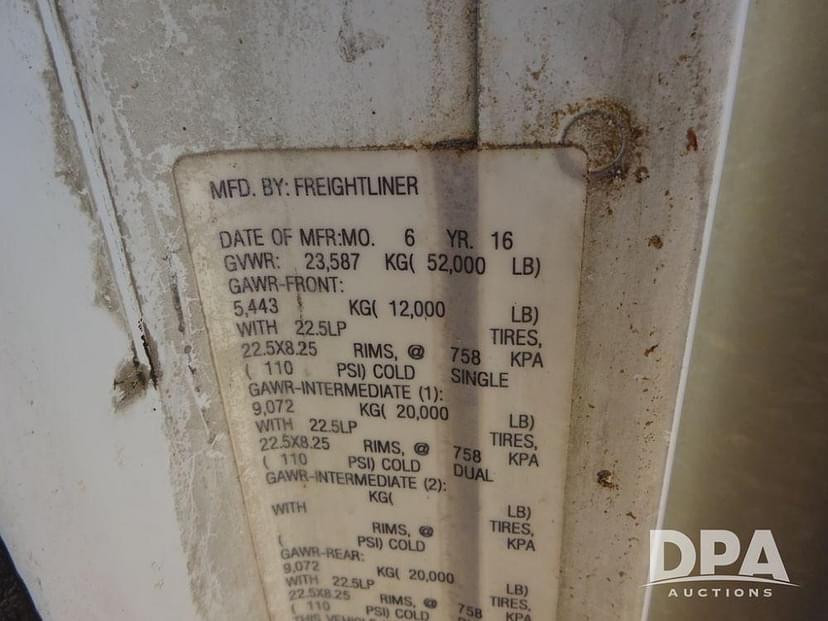 MFD. BY: FREIGHTLINER
DATE OF MFR:MO. 6 YR. 16
GVWR: 23,587 KG( 52,000 LB)
GAWR-FRONT:
5,443 KG( 12,000 LB)
WITH 22.5LP TIRES,
22.5X8.25 RIMS, @ 758 KPA
( 110 PSI) COLD SINGLE
GAWR-INTERMEDIATE (1):
9,072 KG( 20,000 LB)
WITH 22.5LP TIRES,
22.5X8.25 RIMS, @ 758 KPA
( 110 PSI) COLD DUAL
GAWR-INTERMEDIATE (2):
KG( LB)
WITH TIRES,
RIMS, @ KPA
( PSI) COLD
GAWR-REAR:
9,072 KG( 20,000 LB)
WITH 22.5LP TIRES,
22.5X8.25 RIMS, @ 758 KPA
( 110 PSI) COLD
THIS
DPA
AUCTIONS